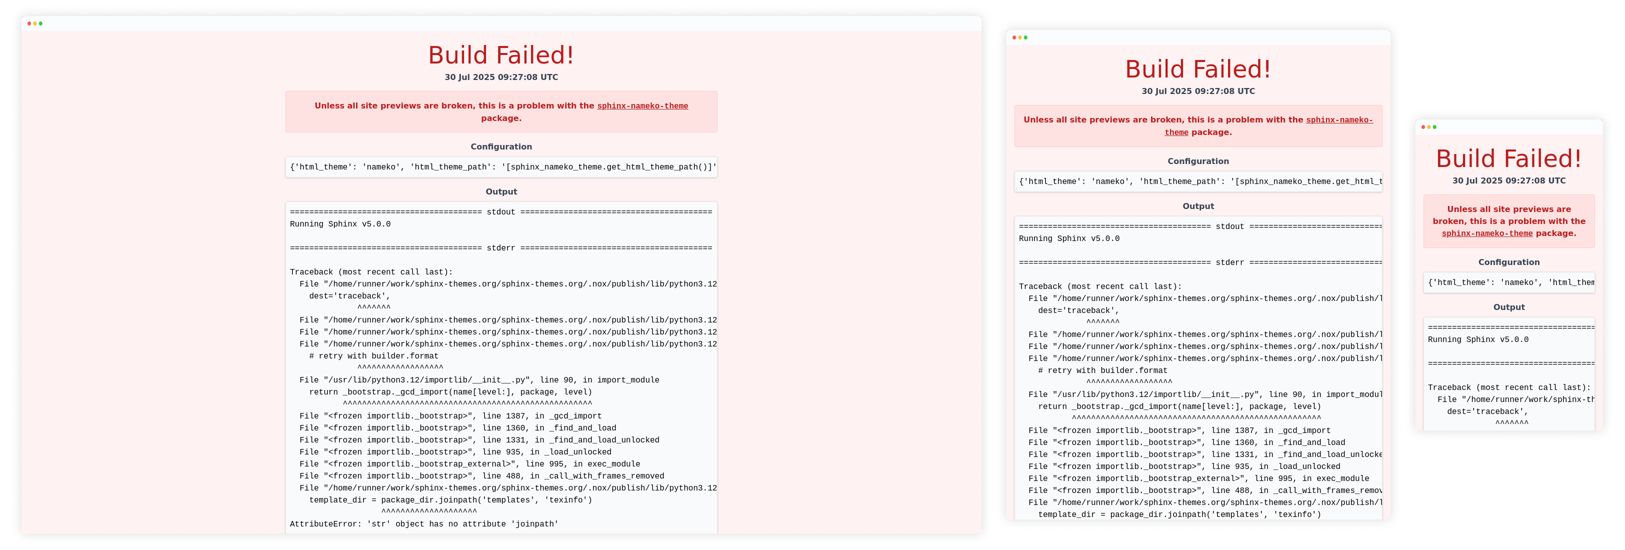 Build Failed!
30 Jul 2025 09:27:08 UTC
Unless all site previews are broken, this is a problem with the sphinx-nameko-theme
package.
Configuration
{'html_theme': 'nameko', 'html_theme_path': '[sphinx_nameko_theme.get_html_theme_path()]'
Output
======================================== stdout ========================================
Running Sphinx v5.0.0
======================================== stderr ========================================
Traceback (most recent call last):
  File "/home/runner/work/sphinx-themes.org/sphinx-themes.org/.nox/publish/lib/python3.12
    dest='traceback',
              ^^^^^^^
  File "/home/runner/work/sphinx-themes.org/sphinx-themes.org/.nox/publish/lib/python3.12
  File "/home/runner/work/sphinx-themes.org/sphinx-themes.org/.nox/publish/lib/python3.12
  File "/home/runner/work/sphinx-themes.org/sphinx-themes.org/.nox/publish/lib/python3.12
    # retry with builder.format
              ^^^^^^^^^^^^^^^^^^
  File "/usr/lib/python3.12/importlib/__init__.py", line 90, in import_module
    return _bootstrap._gcd_import(name[level:], package, level)
           ^^^^^^^^^^^^^^^^^^^^^^^^^^^^^^^^^^^^^^^^^^^^^^^^^^^^
  File "<frozen importlib._bootstrap>", line 1387, in _gcd_import
  File "<frozen importlib._bootstrap>", line 1360, in _find_and_load
  File "<frozen importlib._bootstrap>", line 1331, in _find_and_load_unlocked
  File "<frozen importlib._bootstrap>", line 935, in _load_unlocked
  File "<frozen importlib._bootstrap_external>", line 995, in exec_module
  File "<frozen importlib._bootstrap>", line 488, in _call_with_frames_removed
  File "/home/runner/work/sphinx-themes.org/sphinx-themes.org/.nox/publish/lib/python3.12
    template_dir = package_dir.joinpath('templates', 'texinfo')
                   ^^^^^^^^^^^^^^^^^^^^
AttributeError: 'str' object has no attribute 'joinpath'
Build Failed!
30 Jul 2025 09:27:08 UTC
Unless all site previews are broken, this is a problem with the sphinx-nameko-
theme package.
Configuration
{'html_theme': 'nameko', 'html_theme_path': '[sphinx_nameko_theme.get_html_t
Output
======================================== stdout ==================================
Running Sphinx v5.0.0
======================================== stderr ==================================
Traceback (most recent call last):
  File "/home/runner/work/sphinx-themes.org/sphinx-themes.org/.nox/publish/l
    dest='traceback',
              ^^^^^^^
  File "/home/runner/work/sphinx-themes.org/sphinx-themes.org/.nox/publish/l
  File "/home/runner/work/sphinx-themes.org/sphinx-themes.org/.nox/publish/l
  File "/home/runner/work/sphinx-themes.org/sphinx-themes.org/.nox/publish/l
    # retry with builder.format
              ^^^^^^^^^^^^^^^^^^
  File "/usr/lib/python3.12/importlib/__init__.py", line 90, in import_modul
    return _bootstrap._gcd_import(name[level:], package, level)
           ^^^^^^^^^^^^^^^^^^^^^^^^^^^^^^^^^^^^^^^^^^^^^^^^^^^^
  File "<frozen importlib._bootstrap>", line 1387, in _gcd_import
  File "<frozen importlib._bootstrap>", line 1360, in _find_and_load
  File "<frozen importlib._bootstrap>", line 1331, in _find_and_load_unlocke
  File "<frozen importlib._bootstrap>", line 935, in _load_unlocked
  File "<frozen importlib._bootstrap_external>", line 995, in exec_module
  File "<frozen importlib._bootstrap>", line 488, in _call_with_frames_remov
  File "/home/runner/work/sphinx-themes.org/sphinx-themes.org/.nox/publish/l
    template_dir = package_dir.joinpath('templates', 'texinfo')
Build Failed!
30 Jul 2025 09:27:08 UTC
Unless all site previews are
broken, this is a problem with the
sphinx-nameko-theme package.
Configuration
{'html_theme': 'nameko', 'html_them
Output
===================================
Running Sphinx v5.0.0
===================================
Traceback (most recent call last):
  File "/home/runner/work/sphinx-th
    dest='traceback',
              ^^^^^^^